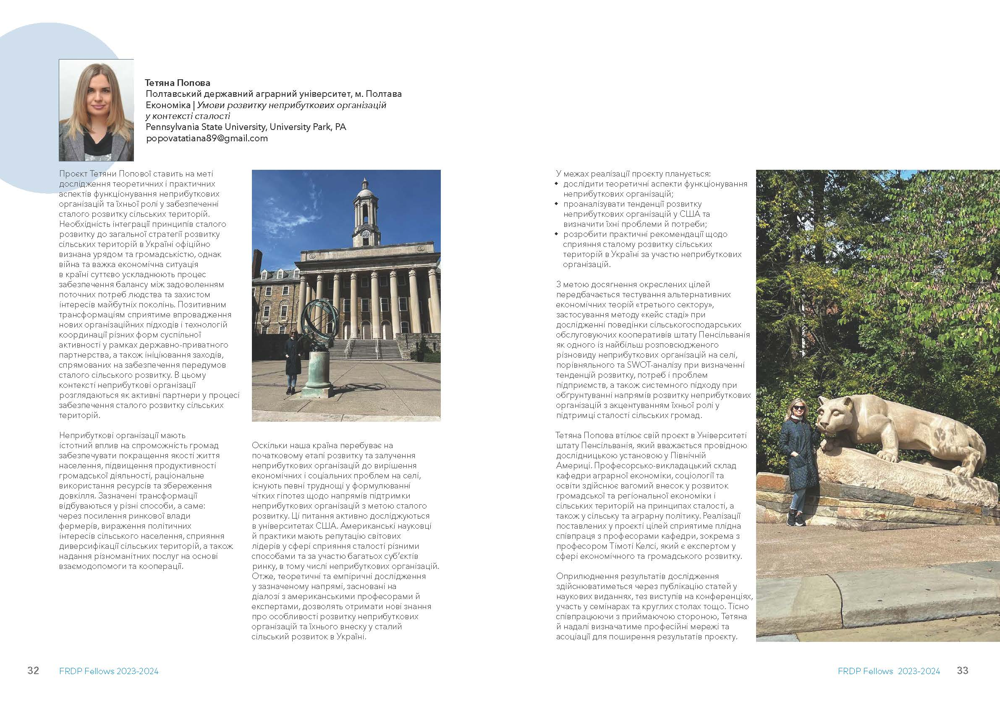 Тетяна Попова
Полтавський державний аграрний університет, м. Полтава
Економіка | Умови розвитку неприбуткових організацій
у контексті сталості
Pennsylvania State University, University Park, PA
popovatatiana89@gmail.com
Проєкт Тетяни Попової ставить на меті
дослідження теоретичних і практичних
аспектів функціонування неприбуткових
організацій та їхньої ролі у забезпеченні
сталого розвитку сільських територій.
Необхідність інтеграції принципів сталого
розвитку до загальної стратегії розвитку
сільських територій в Україні офіційно
визнана урядом та громадськістю, однак
війна та важка економічна ситуація
в країні суттєво ускладнюють процес
забезпечення балансу між задоволенням
поточних потреб людства та захистом
інтересів майбутніх поколінь. Позитивним
трансформаціям сприятиме впровадження
нових організаційних підходів і технологій
координації різних форм суспільної
активності у рамках державно-приватного
партнерства, а також ініціювання заходів,
спрямованих на забезпечення передумов
сталого сільського розвитку. В цьому
контексті неприбуткові організації
розглядаються як активні партнери у процесі
забезпечення сталого розвитку сільських
територій.
Неприбуткові організації мають
істотний вплив на спроможність громад
забезпечувати покращення якості життя
населення, підвищення продуктивності
громадської діяльності, раціональне
використання ресурсів та збереження
довкілля. Зазначені трансформації
відбуваються у різні способи, а саме:
через посилення ринкової влади
фермерів, вираження політичних
інтересів сільського населення, сприяння
диверсифікації сільських територій, а також
надання різноманітних послуг на основі
взаємодопомоги та кооперації.
Оскільки наша країна перебуває на
початковому етапі розвитку та залучення
неприбуткових організацій до вирішення
економічних і соціальних проблем на селі,
існують певні труднощі у формулюванні
чітких гіпотез щодо напрямів підтримки
неприбуткових організацій з метою сталого
розвитку. Ці питання активно досліджуються
в університетах США. Американські науковці
й практики мають репутацію світових
лідерів у сфері сприяння сталості різними
способами та за участю багатьох суб’єктів
ринку, в тому числі неприбуткових організацій.
Отже, теоретичні та емпіричні дослідження
у зазначеному напрямі, засновані на
діалозі з американськими професорами й
експертами, дозволять отримати нові знання
про особливості розвитку неприбуткових
організацій та їхнього внеску у сталий
сільський розвиток в Україні.
У межах реалізації проєкту планується:
• дослідити теоретичні аспекти функціонування
неприбуткових організацій;
• проаналізувати тенденції розвитку
неприбуткових організацій у США та
визначити їхні проблеми й потреби;
• розробити практичні рекомендації щодо
сприяння сталому розвитку сільських
територій в Україні за участю неприбуткових
організацій.
З метою досягнення окреслених цілей
передбачається тестування альтернативних
економічних теорій «третього сектору»,
застосування методу «кейс стаді» при
дослідженні поведінки сільськогосподарських
обслуговуючих кооперативів штату Пенсільванія
як одного із найбільш розповсюдженого
різновиду неприбуткових організацій на селі,
порівняльного та SWOT-аналізу при визначенні
тенденцій розвитку, потреб і проблем
підприємств, а також системного підходу при
обґрунтуванні напрямів розвитку неприбуткових
організацій з акцентуванням їхньої ролі у
підтримці сталості сільських громад.
Тетяна Попова втілює свій проєкт в Університеті
штату Пенсільванія, який вважається провідною
дослідницькою установою у Північній
Америці. Професорсько-викладацький склад
кафедри аграрної економіки, соціології та
освіти здійснює вагомий внесок у розвиток
громадської та регіональної економіки і
сільських територій на принципах сталості, а
також у сільську та аграрну політику. Реалізації
поставлених у проєкті цілей сприятиме плідна
співпраця з професорами кафедри, зокрема з
професором Тімоті Келсі, який є експертом у
сфері економічного та громадського розвитку.
Оприлюднення результатів дослідження
здійснюватиметься через публікацію статей у
наукових виданнях, тез виступів на конференціях,
участь у семінарах та круглих столах тощо. Тісно
співпрацюючи з приймаючою стороною, Тетяна
й надалі визначатиме професійні мережі та
асоціації для поширення результатів проєкту.
32 FRDP Fellows 2023-2024
FRDP Fellows 2023-2024 33